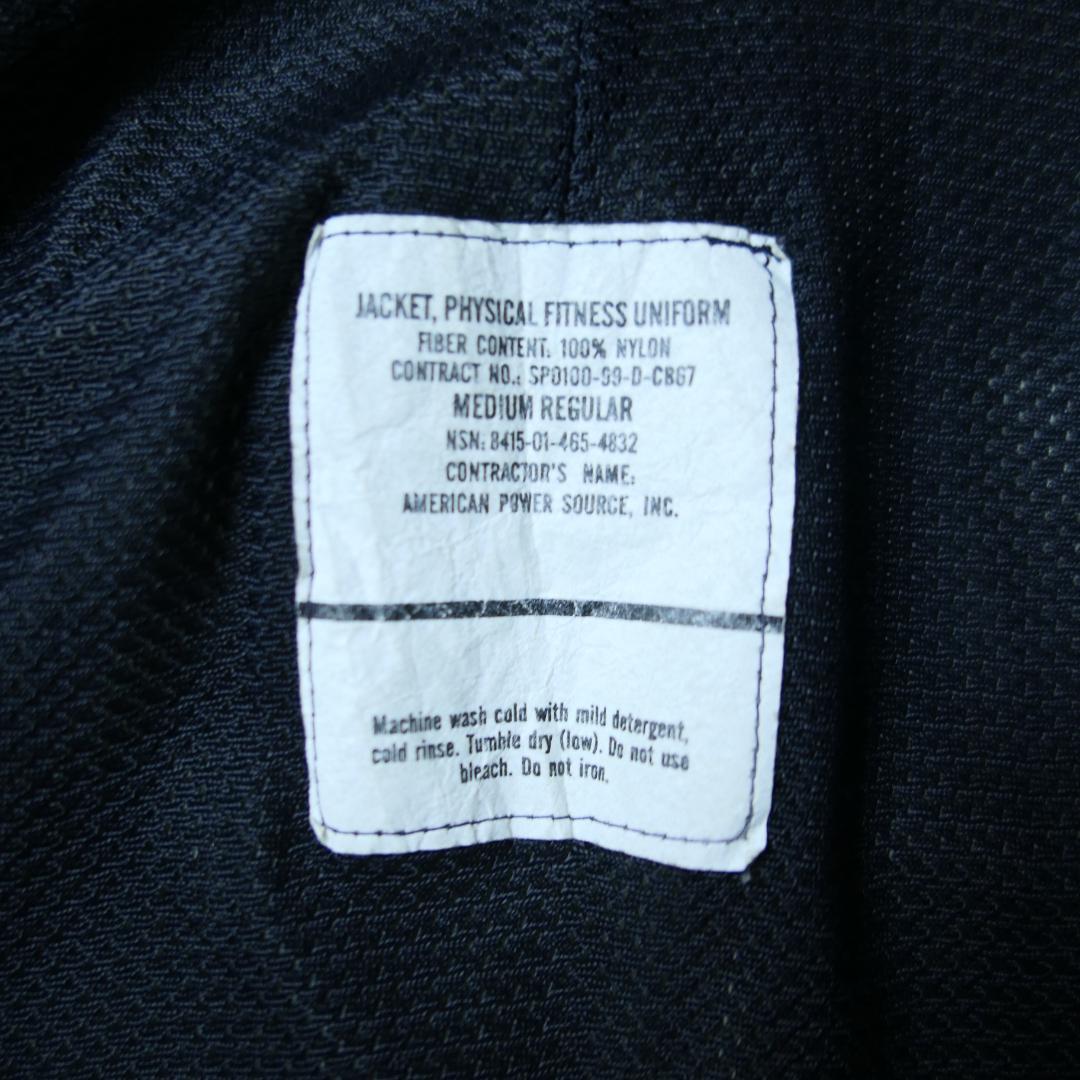 JACKET, PHYSICAL FITNESS UNIFORM
FIBER CONTENT: 100% NYLON
CONTRACT NO.: SP0100-99-D-CB67
MEDIUM REGULAR
NSN: 8415-01-465-4832
CONTRACTOR'S NAME:
AMERICAN POWER SOURCE, INC.
Machine wash cold with mild detergent,
cold rinse. Tumble dry (low). Do not use
bleach. Do not iron.